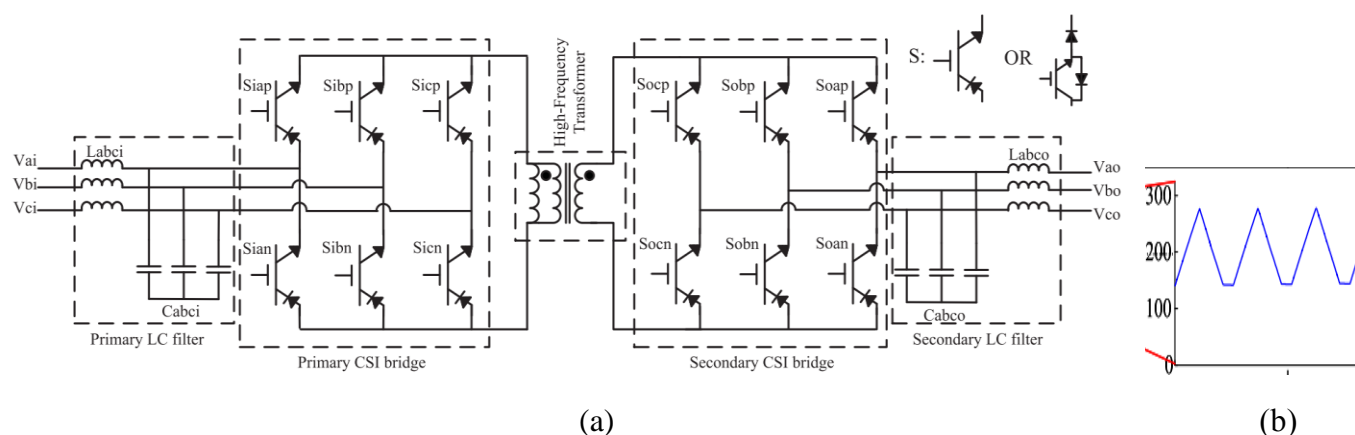 S:
OR
Siap
Sibp
Sicp
High-Frequency
Transformer
Socp
Sobp
Soap
Labci
Vai
Vbi
Vci
Labco
Vao
Vbo
Vco
Sian
Sibn
Sicn
Socn
Sobn
Soan
Cabci
Cabco
Primary LC filter
Primary CSI bridge
Secondary CSI bridge
Secondary LC filter
300
200
100
0
(a)
(b)